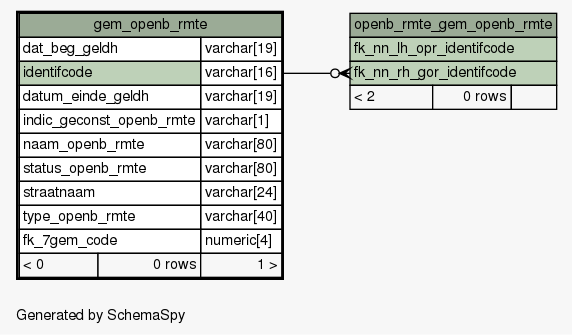 gem_openb_rmte
dat_beg_geldh varchar[19]
identifcode varchar[16]
datum_einde_geldh varchar[19]
indic_geconst_openb_rmte varchar[1]
naam_openb_rmte varchar[80]
status_openb_rmte varchar[80]
straatnaam varchar[24]
type_openb_rmte varchar[40]
fk_7gem_code numeric[4]
< 0 0 rows 1 >
openb_rmte_gem_openb_rmte
fk_nn_lh_opr_identifcode
fk_nn_rh_gor_identifcode
< 2 0 rows
Generated by SchemaSpy